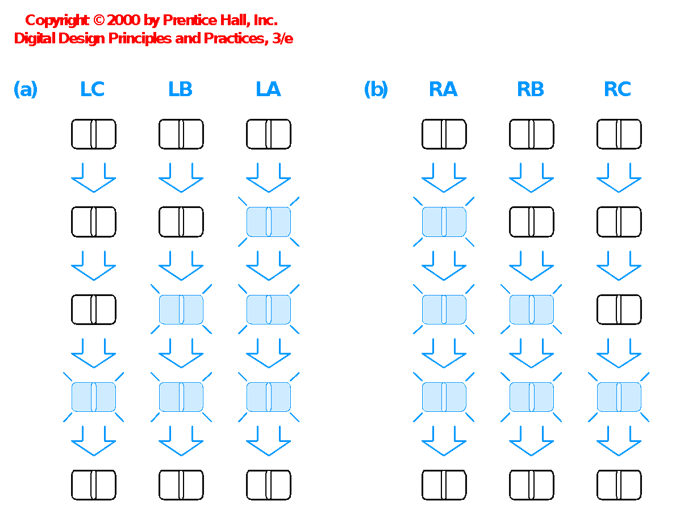 Copyright © 2000 by Prentice Hall, Inc.
Digital Design Principles and Practices, 3/e
(a) LC LB LA (b) RA RB RC